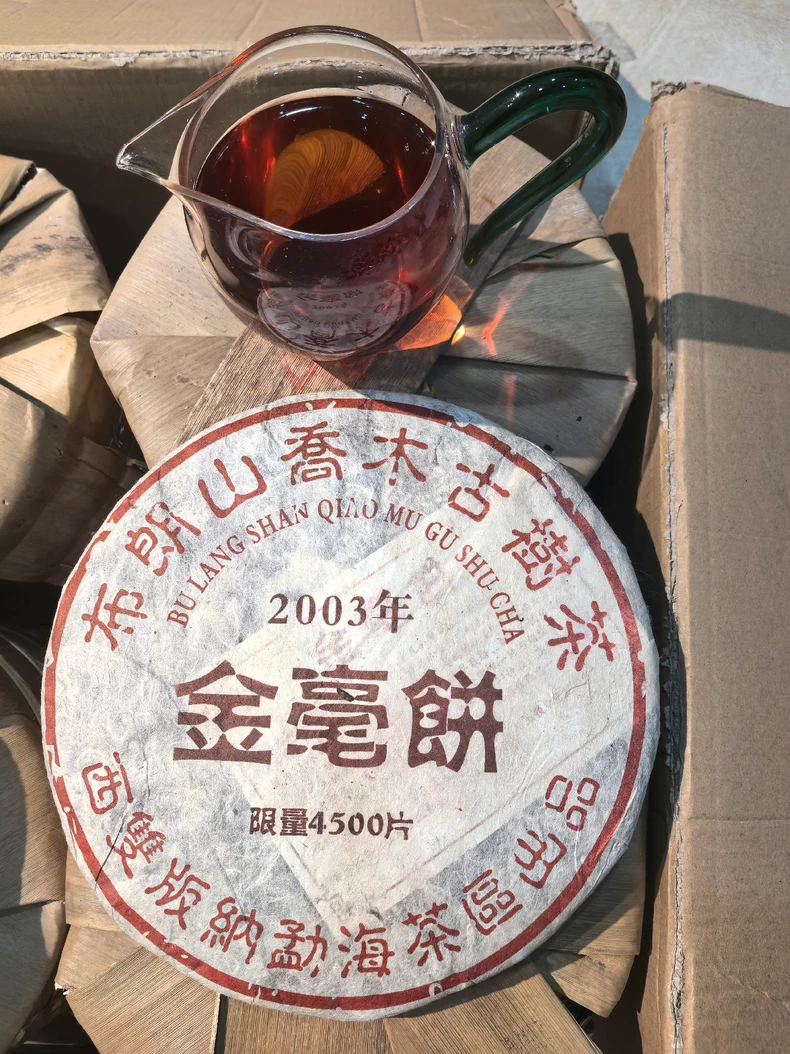 布朗山喬木古樹茶
BU LANG SHAN QIAO MU GU SHU CHA
2003年
金毫餅
限量4500片
西雙版納勐海茶區出品